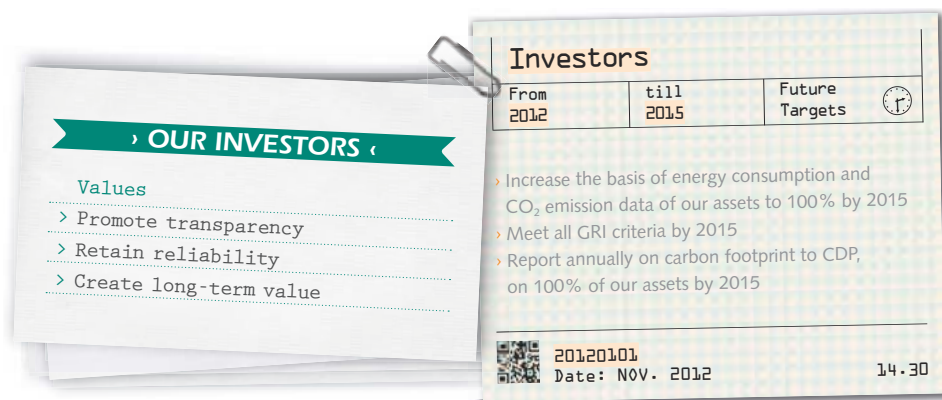 › OUR INVESTORS ‹
Values
> Promote transparency
> Retain reliability
> Create long-term value
Investors
From
2012
till
2015
Future
Targets
› Increase the basis of energy consumption and
CO₂ emission data of our assets to 100% by 2015
› Meet all GRI criteria by 2015
› Report annually on carbon footprint to CDP,
on 100% of our assets by 2015
20120101
Date: NOV. 2012
14.30